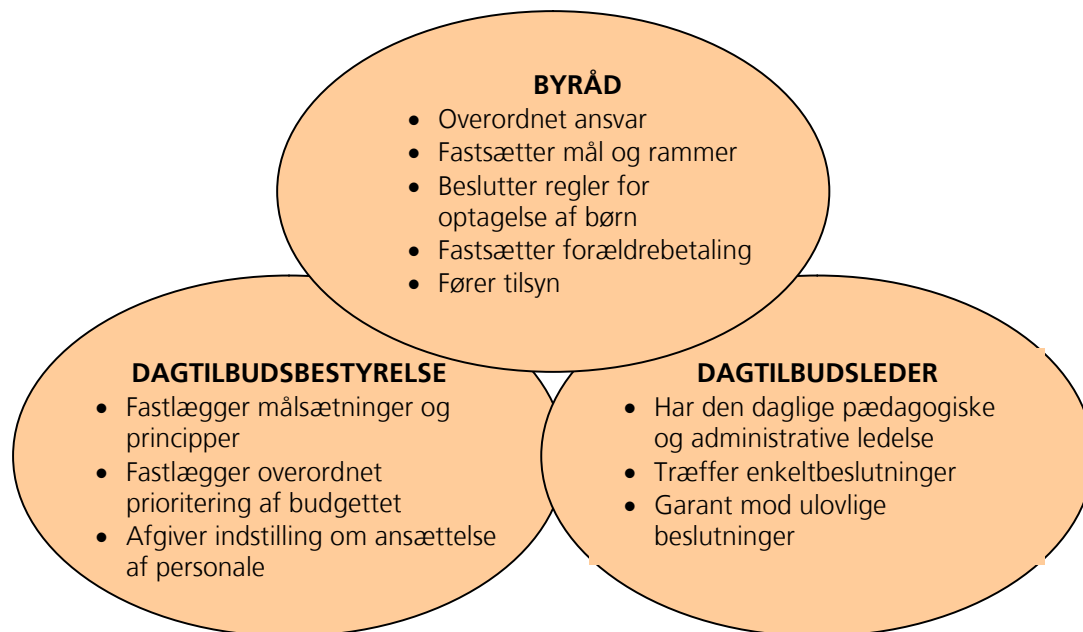 BYRÅD
• Overordnet ansvar
• Fastsætter mål og rammer
• Beslutter regler for
optagelse af børn
• Fastsætter forældrebetaling
• Fører tilsyn
DAGTILBUDSBESTYRELSE
• Fastlægger målsætninger og
principper
• Fastlægger overordnet
prioritering af budgettet
• Afgiver indstilling om ansættelse
af personale
DAGTILBUDSLEDER
• Har den daglige pædagogiske
og administrative ledelse
• Træffer enkeltbeslutninger
• Garant mod ulovlige
beslutninger